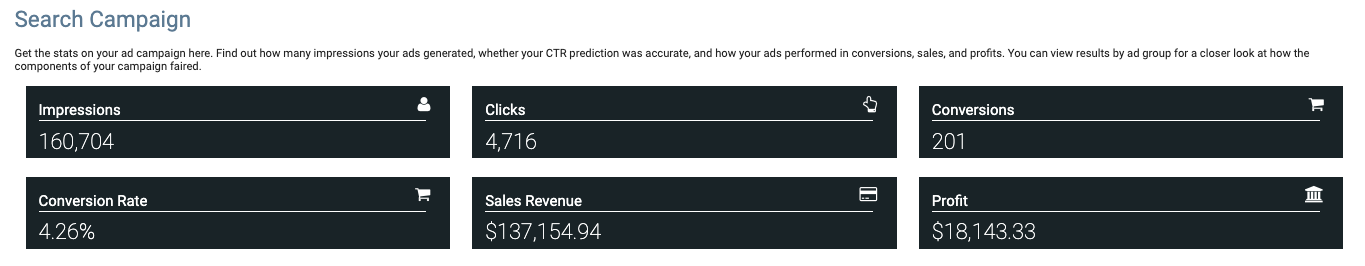 Search Campaign
Get the stats on your ad campaign here. Find out how many impressions your ads generated, whether your CTR prediction was accurate, and how your ads performed in conversions, sales, and profits. You can view results by ad group for a closer look at how the
components of your campaign faired.
Impressions
160,704
Clicks
4,716
Conversions
201
Conversion Rate
4.26%
Sales Revenue
$137,154.94
Profit
$18,143.33